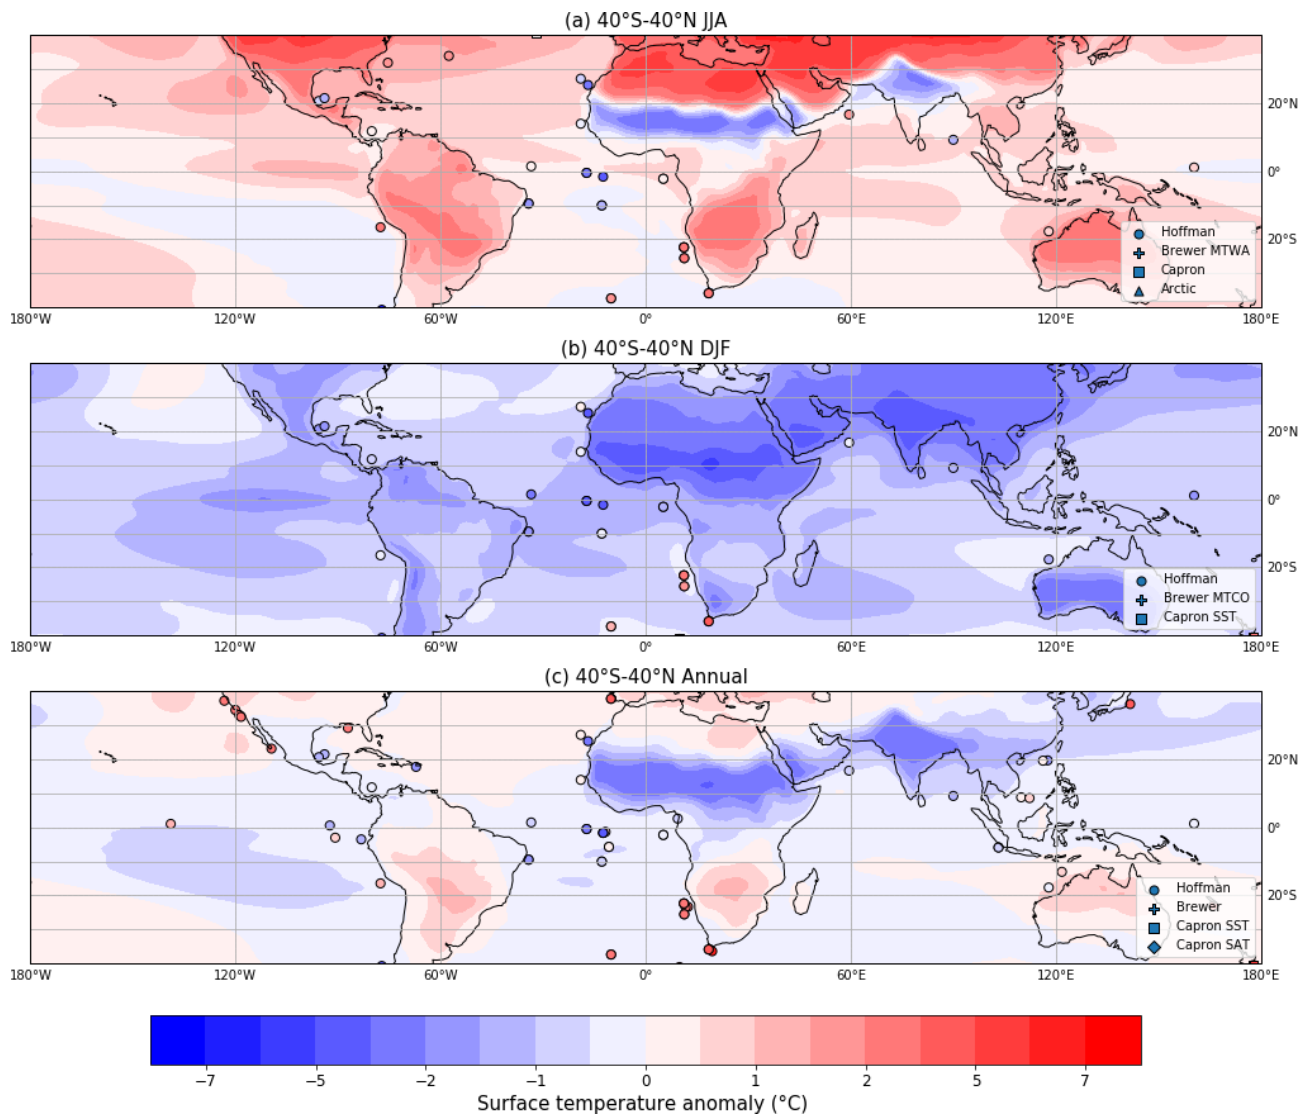 (a) 40°S-40°N JJA
20°N
0°
20°S
Hoffman
Brewer MTWA
Capron
Arctic
180°W 120°W 60°W 0° 60°E 120°E 180°E
(b) 40°S-40°N DJF
20°N
0°
20°S
Hoffman
Brewer MTCO
Capron SST
180°W 120°W 60°W 0° 60°E 120°E 180°E
(c) 40°S-40°N Annual
20°N
0°
20°S
Hoffman
Brewer
Capron SST
Capron SAT
180°W 120°W 60°W 0° 60°E 120°E 180°E
−7 −5 −2 −1 0 1 2 5 7
Surface temperature anomaly (°C)